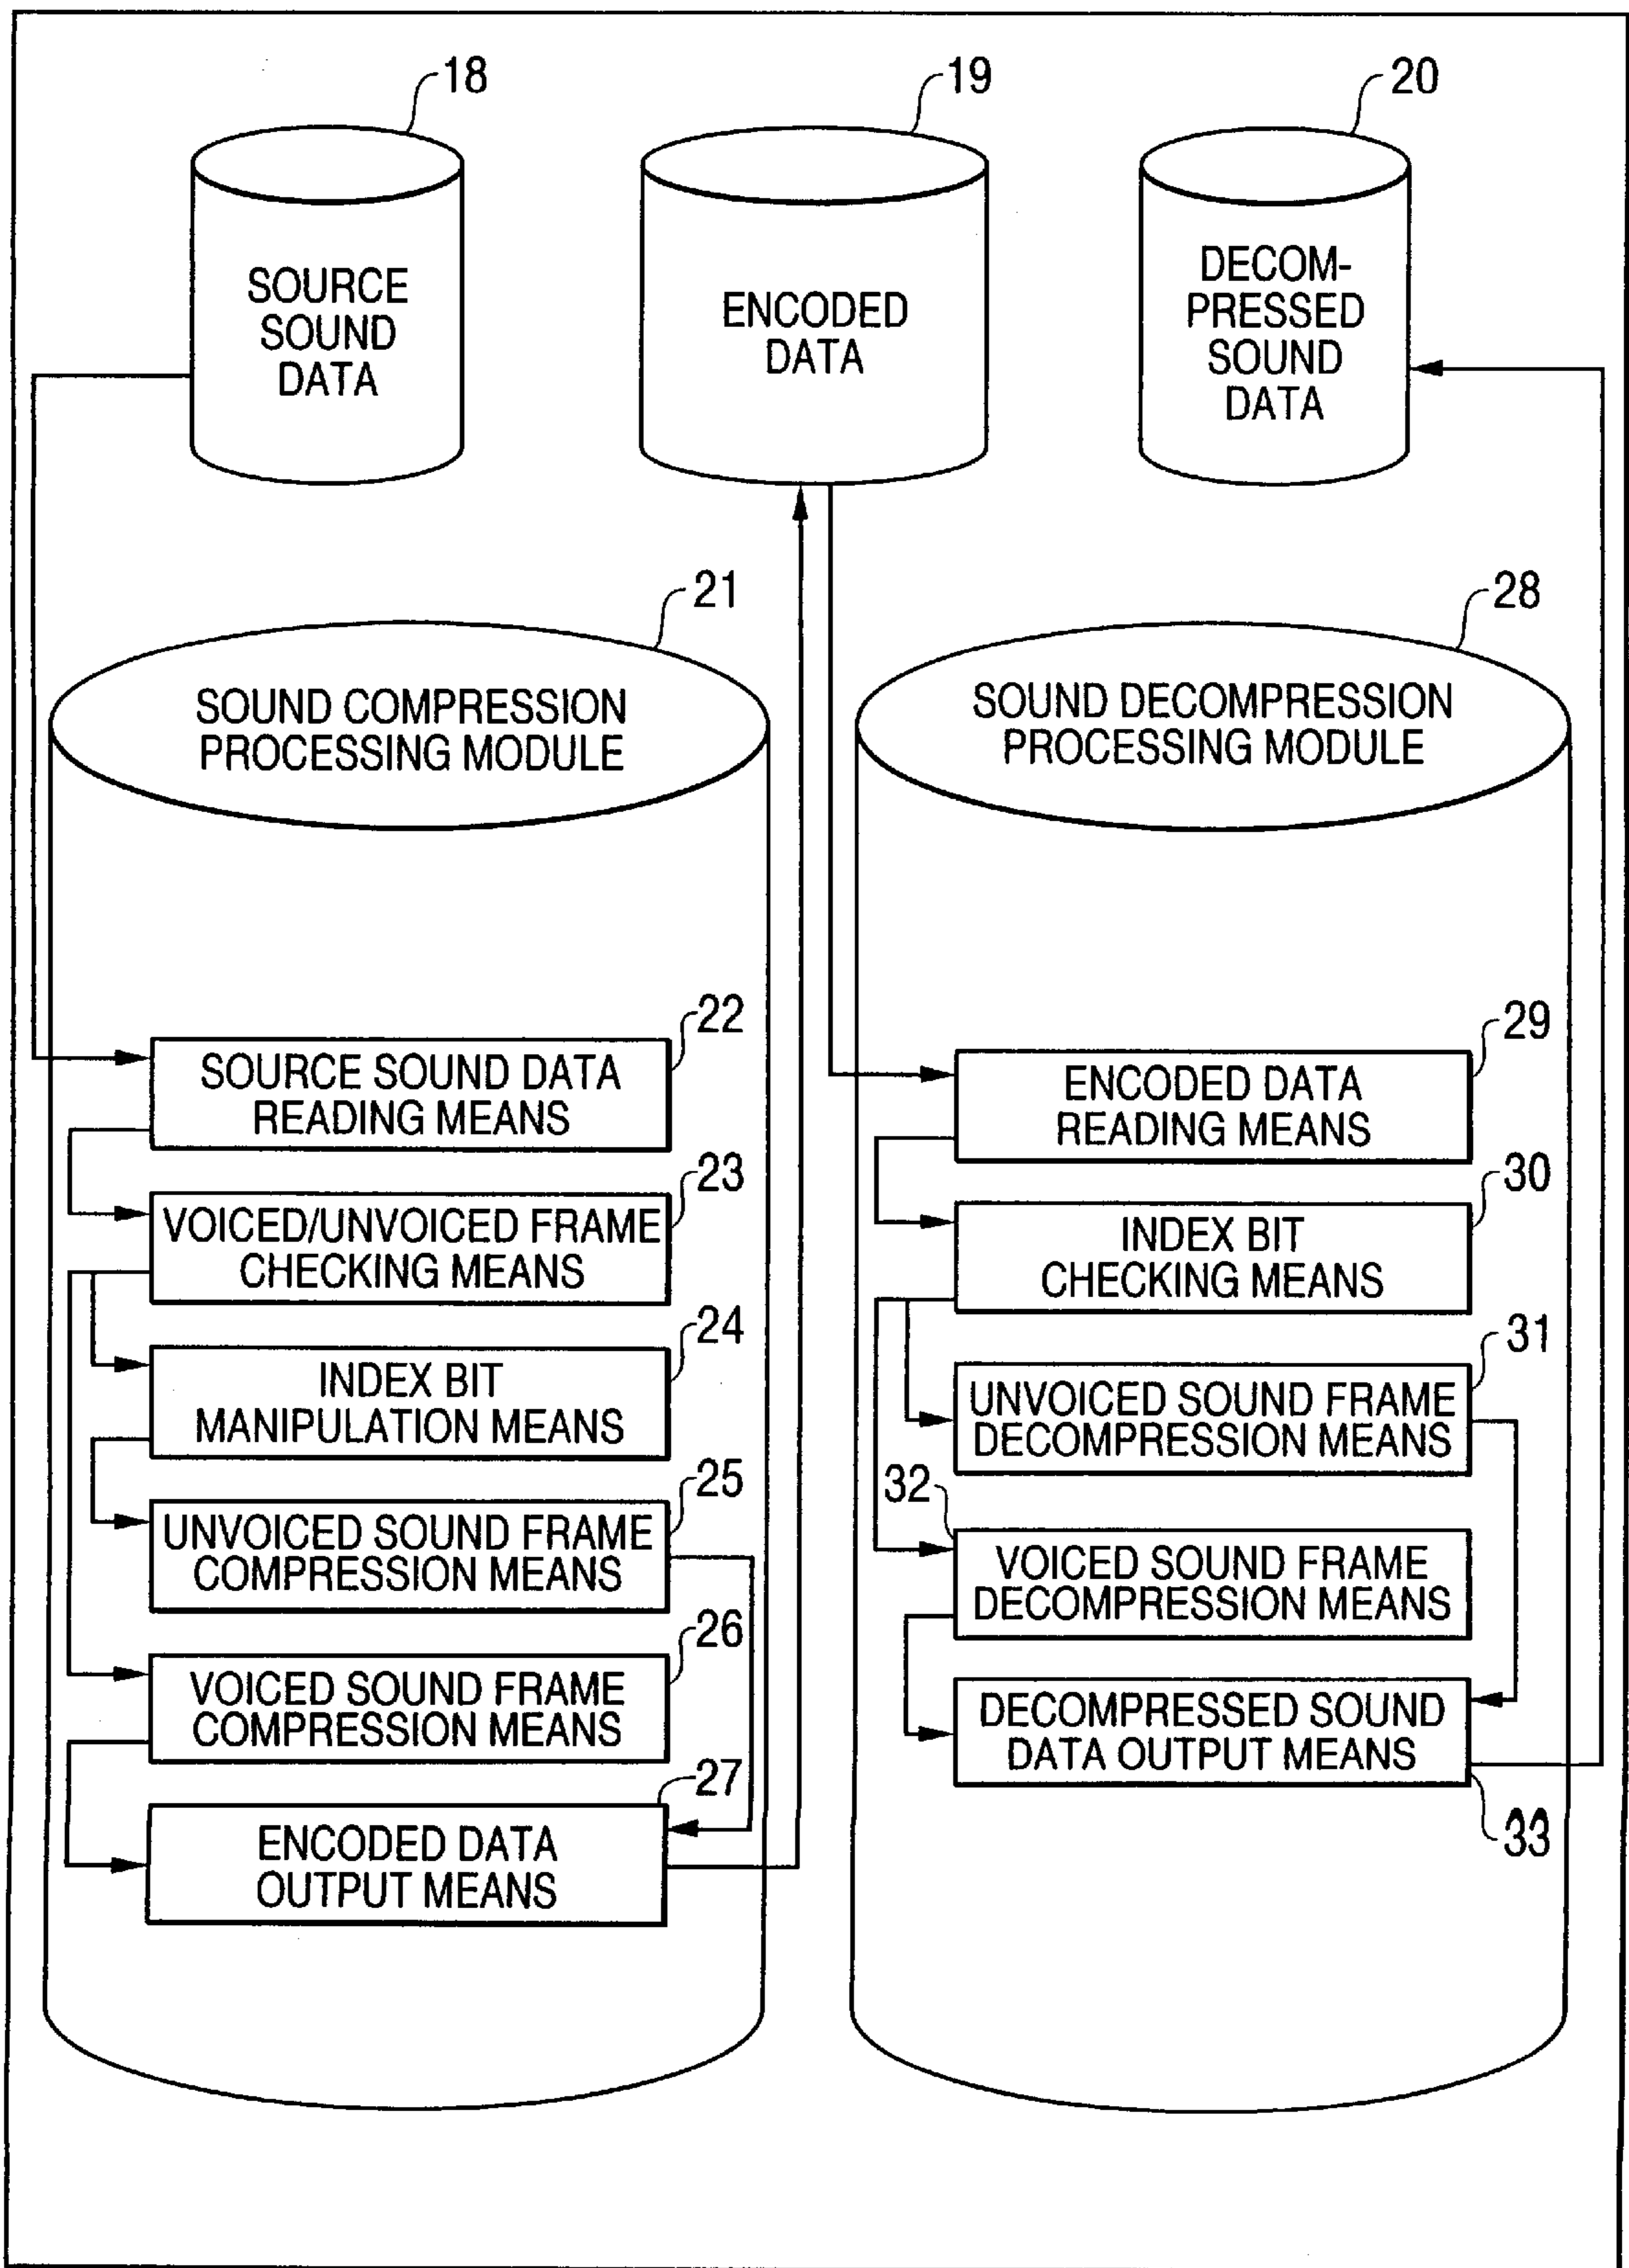 18
19
20
SOURCE
SOUND
DATA
ENCODED
DATA
DECOM-
PRESSED
SOUND
DATA
21
SOUND COMPRESSION
PROCESSING MODULE
22
SOURCE SOUND DATA
READING MEANS
23
VOICED/UNVOICED FRAME
CHECKING MEANS
24
INDEX BIT
MANIPULATION MEANS
25
UNVOICED SOUND FRAME
COMPRESSION MEANS
26
VOICED SOUND FRAME
COMPRESSION MEANS
27
ENCODED DATA
OUTPUT MEANS
28
SOUND DECOMPRESSION
PROCESSING MODULE
29
ENCODED DATA
READING MEANS
30
INDEX BIT
CHECKING MEANS
31
UNVOICED SOUND FRAME
DECOMPRESSION MEANS
32
VOICED SOUND FRAME
DECOMPRESSION MEANS
DECOMPRESSED SOUND
DATA OUTPUT MEANS
33